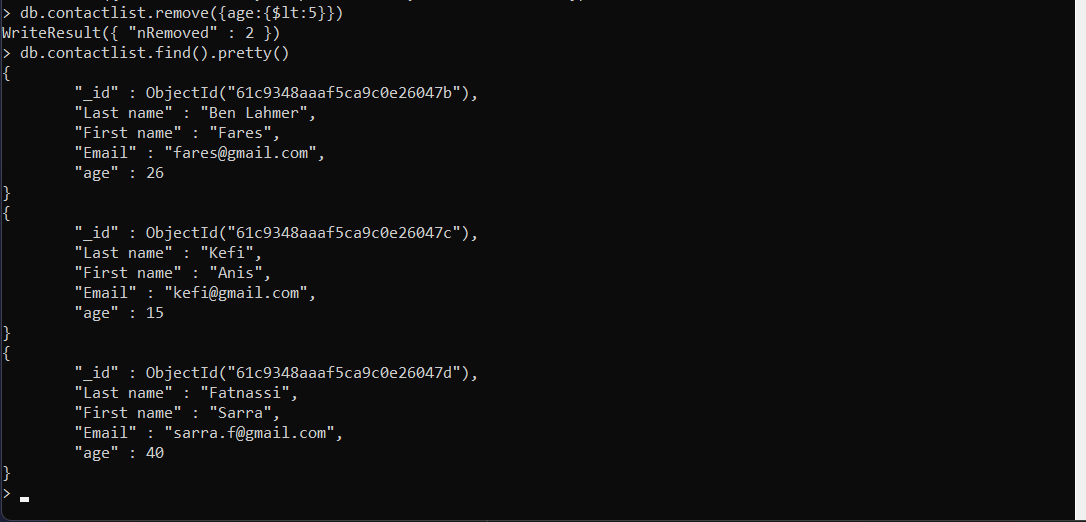 > db.contactlist.remove({age:{$lt:5}})
WriteResult({ "nRemoved" : 2 })
> db.contactlist.find().pretty()
{
        "_id" : ObjectId("61c9348aaaf5ca9c0e26047b"),
        "Last name" : "Ben Lahmer",
        "First name" : "Fares",
        "Email" : "fares@gmail.com",
        "age" : 26
}
{
        "_id" : ObjectId("61c9348aaaf5ca9c0e26047c"),
        "Last name" : "Kefi",
        "First name" : "Anis",
        "Email" : "kefi@gmail.com",
        "age" : 15
}
{
        "_id" : ObjectId("61c9348aaaf5ca9c0e26047d"),
        "Last name" : "Fatnassi",
        "First name" : "Sarra",
        "Email" : "sarra.f@gmail.com",
        "age" : 40
}
>